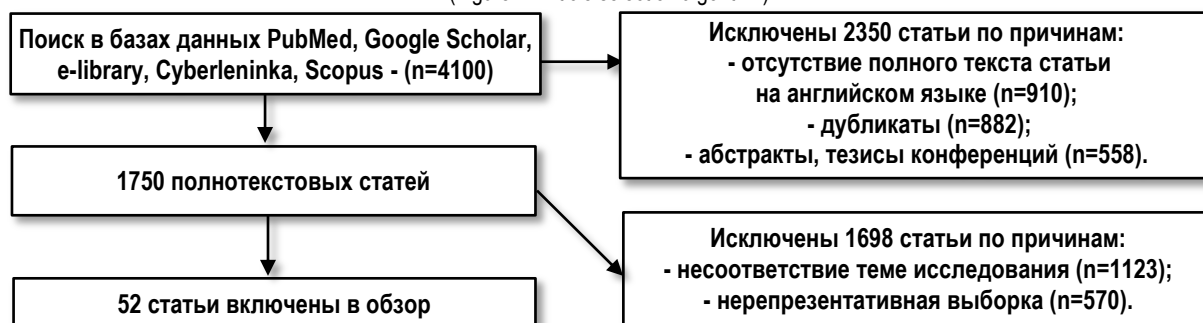 Поиск в базах данных PubMed, Google Scholar,
e-library, Cyberleninka, Scopus - (n=4100)
Исключены 2350 статьи по причинам:
- отсутствие полного текста статьи
на английском языке (n=910);
- дубликаты (n=882);
- абстракты, тезисы конференций (n=558).
1750 полнотекстовых статей
Исключены 1698 статьи по причинам:
- несоответствие теме исследования (n=1123);
- нерепрезентативная выборка (n=570).
52 статьи включены в обзор